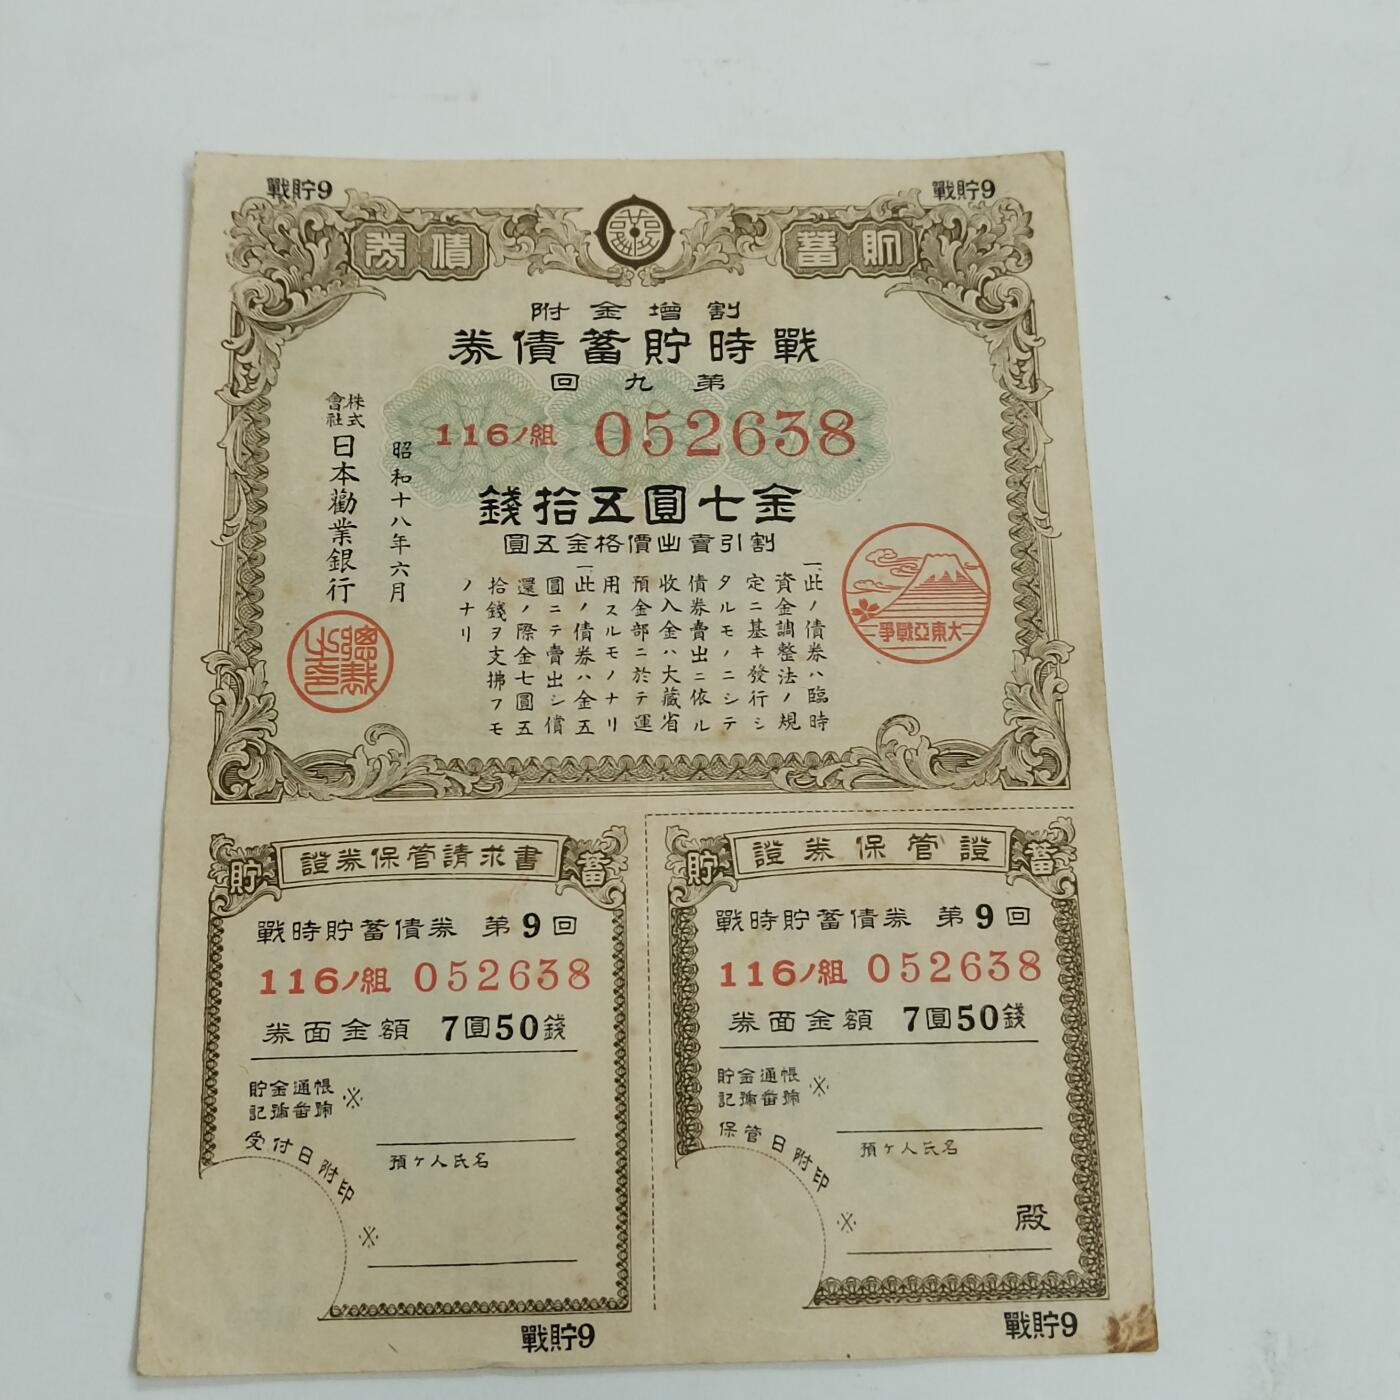 戰貯9
戰貯9
貯蓄
債券
割增金附
戰時貯蓄債券
第九回
116ノ組 052638
金七圓五拾錢
割引賣出價格金五圓
一、此ノ債券ハ臨時
資金調整法ノ規
定ニ基キ發行シ
タルモノニシテ
債券賣出ニ依ル
收入金ハ大藏省
預金部ニ於テ運
用スルモノナリ
一、此ノ債券ハ金五
圓ニテ賣出シ償
還ノ際金七圓五
拾錢ヲ支拂フモ
ノナリ
大東亞戰爭
昭和十八年六月
株式會社日本勸業銀行
總裁之印
貯 證券保管請求書 蓄
戰時貯蓄債券 第9回
116ノ組 052638
券面金額 7圓50錢
貯金通帳
記號番號 ※
受付日附印
預ケ人氏名
※
戰貯9
貯 證券保管證 蓄
戰時貯蓄債券 第9回
116ノ組 052638
券面金額 7圓50錢
貯金通帳
記號番號 ※
保管日附印
預ケ人氏名
※
殿
戰貯9